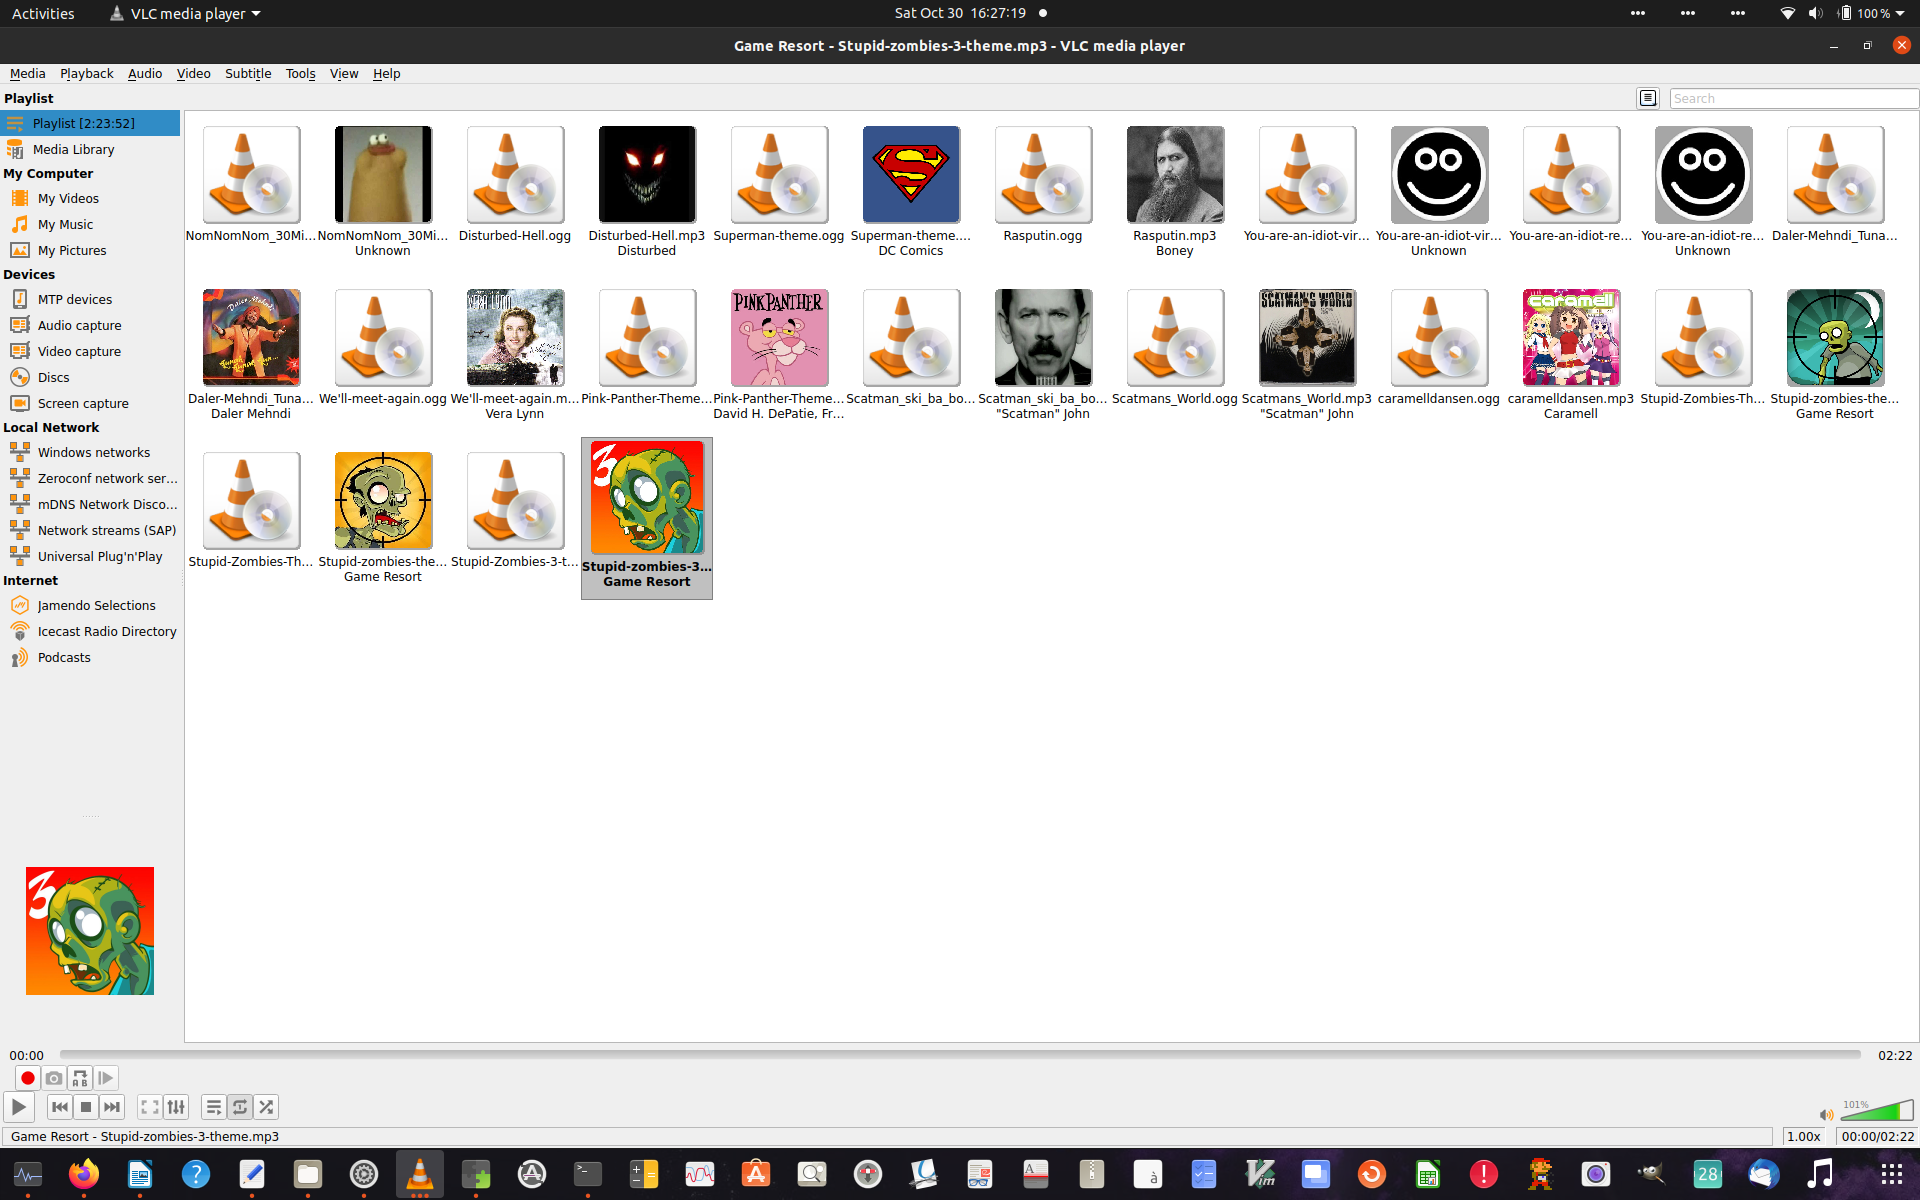 Activities VLC media player Sat Oct 30 16:27:19 100 %
Game Resort - Stupid-zombies-3-theme.mp3 - VLC media player
Media Playback Audio Video Subtitle Tools View Help
Playlist
Search
Playlist [2:23:52]
Media Library
My Computer
My Videos
My Music
My Pictures
Devices
MTP devices
Audio capture
Video capture
Discs
Screen capture
Local Network
Windows networks
Zeroconf network ser...
mDNS Network Disco...
Network streams (SAP)
Universal Plug'n'Play
Internet
Jamendo Selections
Icecast Radio Directory
Podcasts
NomNomNom_30Mi...
NomNomNom_30Mi...
Unknown
Disturbed-Hell.ogg
Disturbed-Hell.mp3
Disturbed
Superman-theme.ogg
Superman-theme....
DC Comics
Rasputin.ogg
Rasputin.mp3
Boney
You-are-an-idiot-vir...
You-are-an-idiot-vir...
Unknown
You-are-an-idiot-re...
You-are-an-idiot-re...
Unknown
Daler-Mehndi_Tuna...
Daler-Mehndi_Tuna...
Daler Mehndi
We'll-meet-again.ogg
VERA LYNN
We'll-meet-again.m...
Vera Lynn
Pink-Panther-Theme...
PINK PANTHER
Pink-Panther-Theme...
David H. DePatie, Fr...
Scatman_ski_ba_bo...
Scatman_ski_ba_bo...
"Scatman" John
Scatmans_World.ogg
SCATMAN'S WORLD
Scatmans_World.mp3
"Scatman" John
caramelldansen.ogg
caramell
caramelldansen.mp3
Caramell
Stupid-Zombies-Th...
Stupid-zombies-the...
Game Resort
Stupid-Zombies-Th...
Stupid-zombies-the...
Game Resort
Stupid-Zombies-3-t...
3
Stupid-zombies-3...
Game Resort
3
00:00 02:22
A B
101%
Game Resort - Stupid-zombies-3-theme.mp3 1.00x 00:00/02:22
28